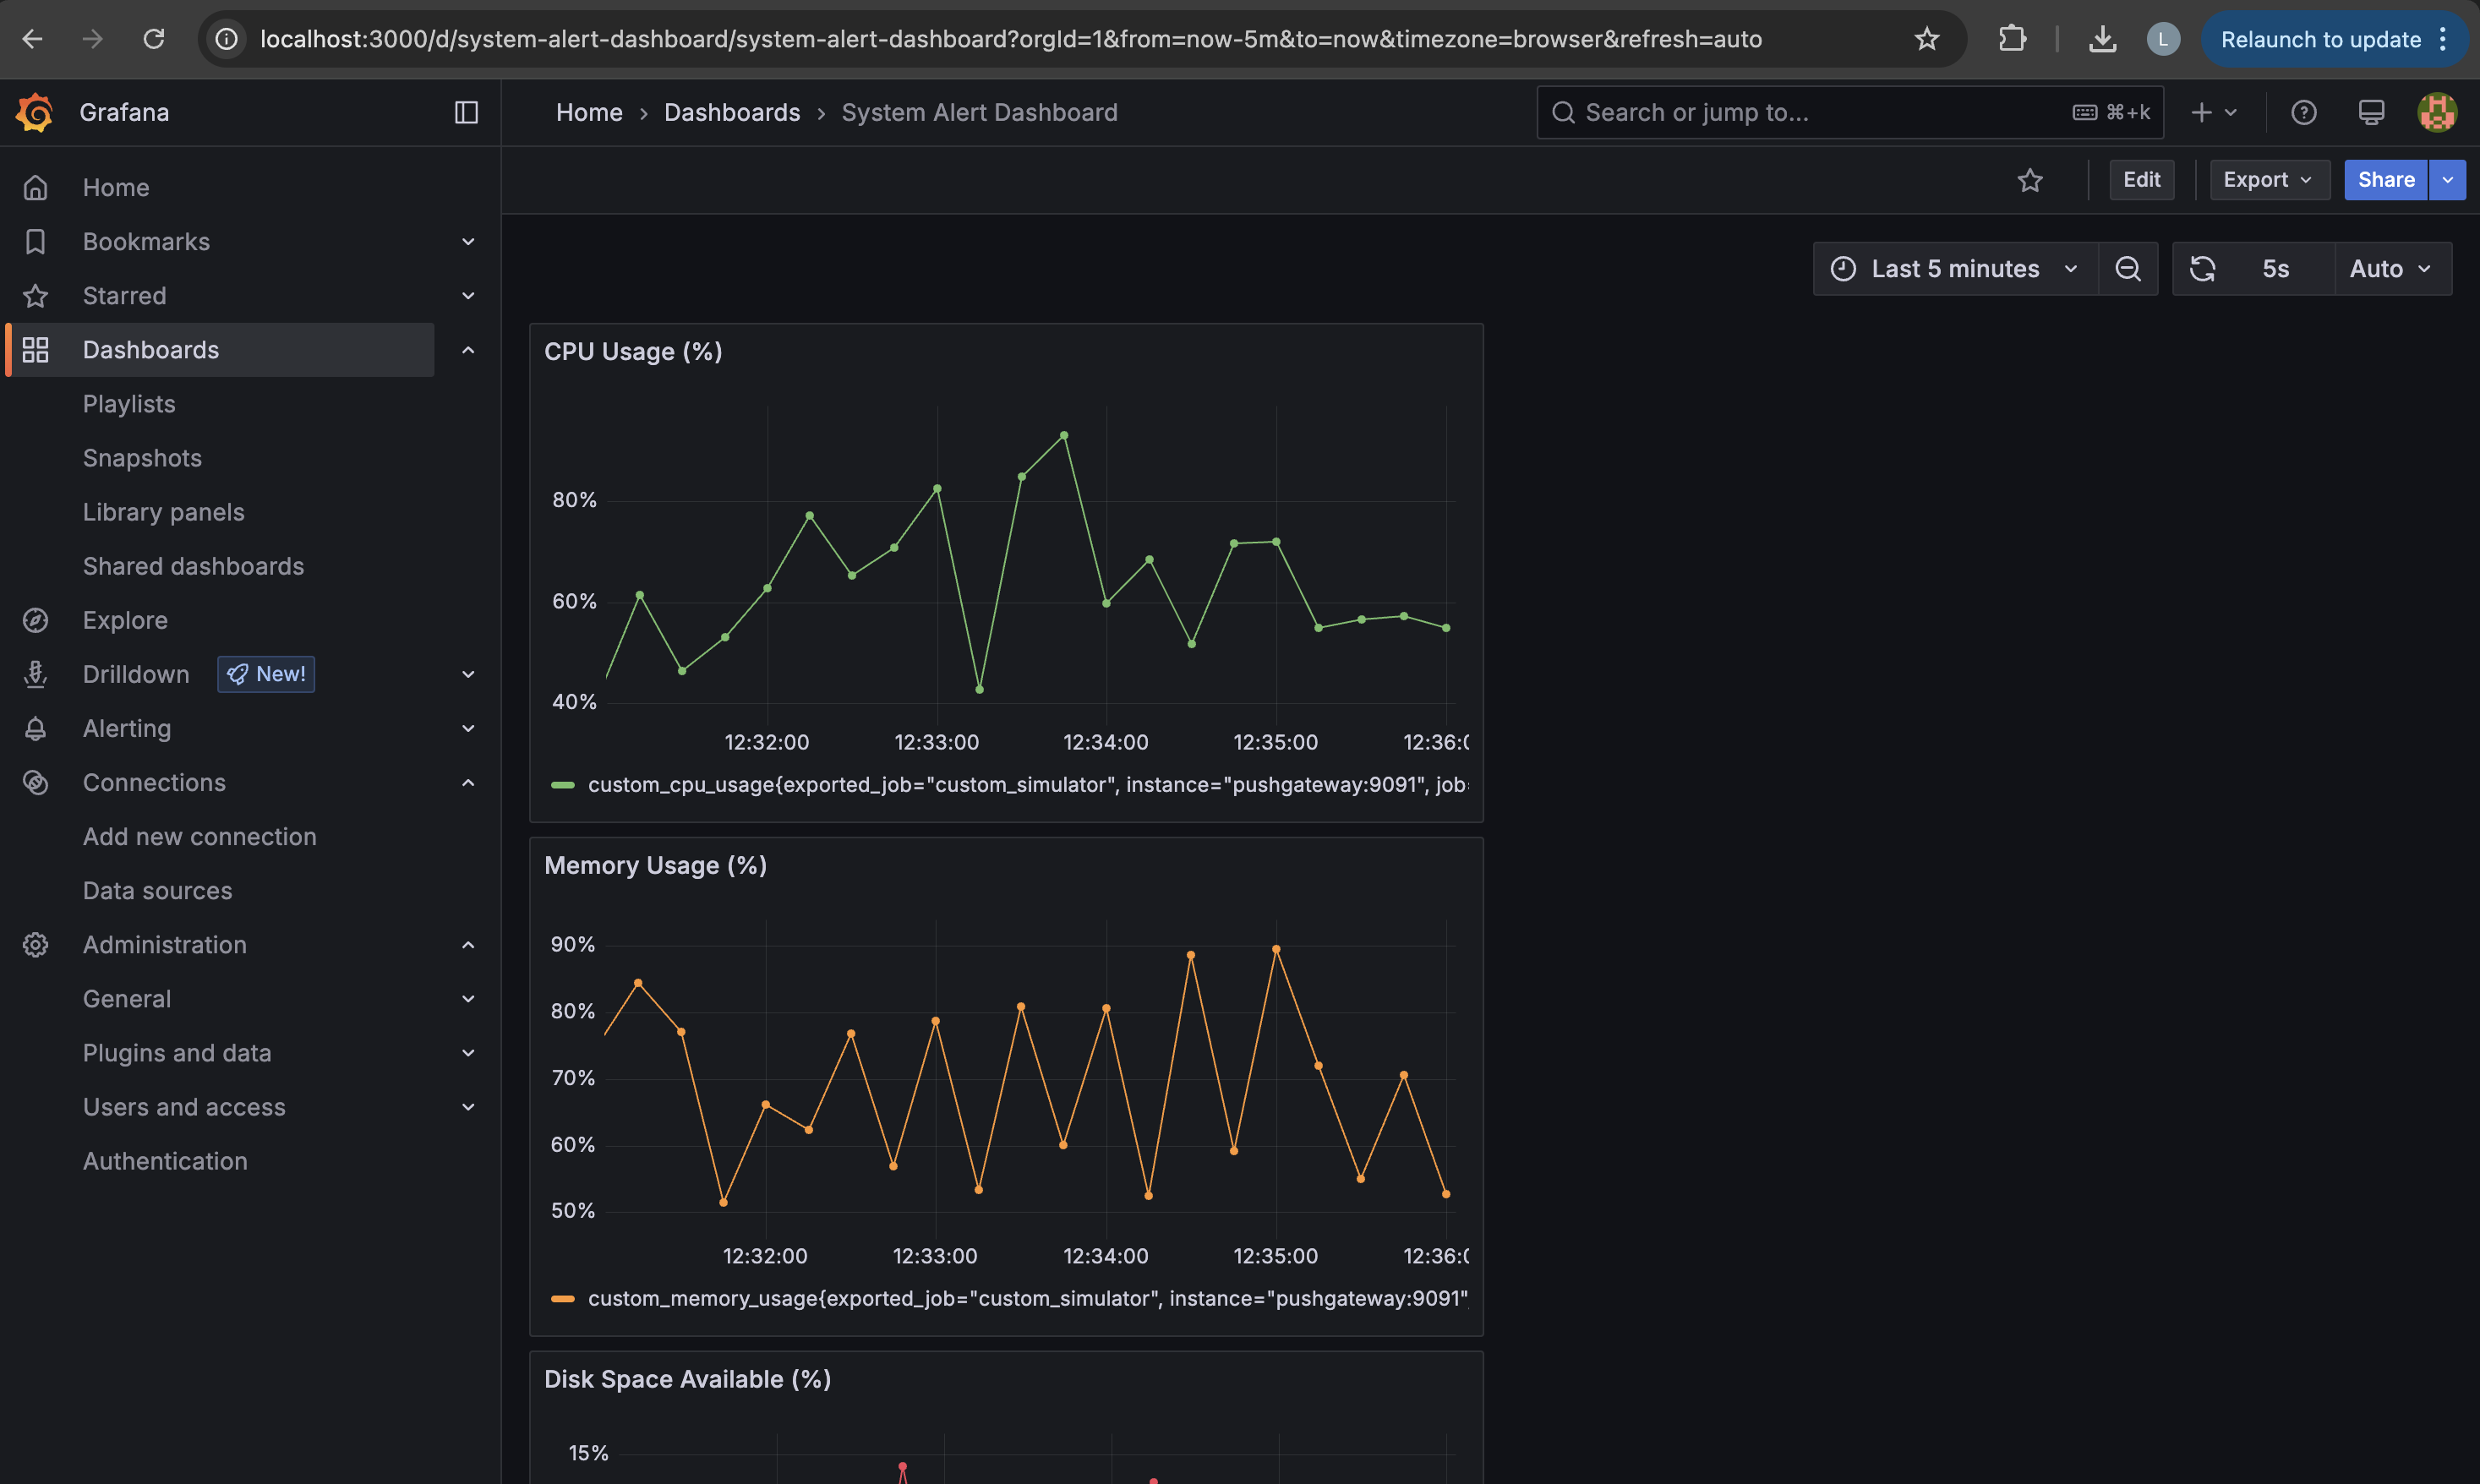 localhost:3000/d/system-alert-dashboard/system-alert-dashboard?orgId=1&from=now-5m&to=now&timezone=browser&refresh=auto
L
Relaunch to update
Grafana
Home
Dashboards
System Alert Dashboard
Search or jump to...
⌘+k
Home
Bookmarks
Starred
Dashboards
Playlists
Snapshots
Library panels
Shared dashboards
Explore
Drilldown
New!
Alerting
Connections
Add new connection
Data sources
Administration
General
Plugins and data
Users and access
Authentication
Edit
Export
Share
Last 5 minutes
5s
Auto
CPU Usage (%)
80%
60%
40%
12:32:00
12:33:00
12:34:00
12:35:00
12:36:0
custom_cpu_usage{exported_job="custom_simulator", instance="pushgateway:9091", job=
Memory Usage (%)
90%
80%
70%
60%
50%
12:32:00
12:33:00
12:34:00
12:35:00
12:36:0
custom_memory_usage{exported_job="custom_simulator", instance="pushgateway:9091",
Disk Space Available (%)
15%